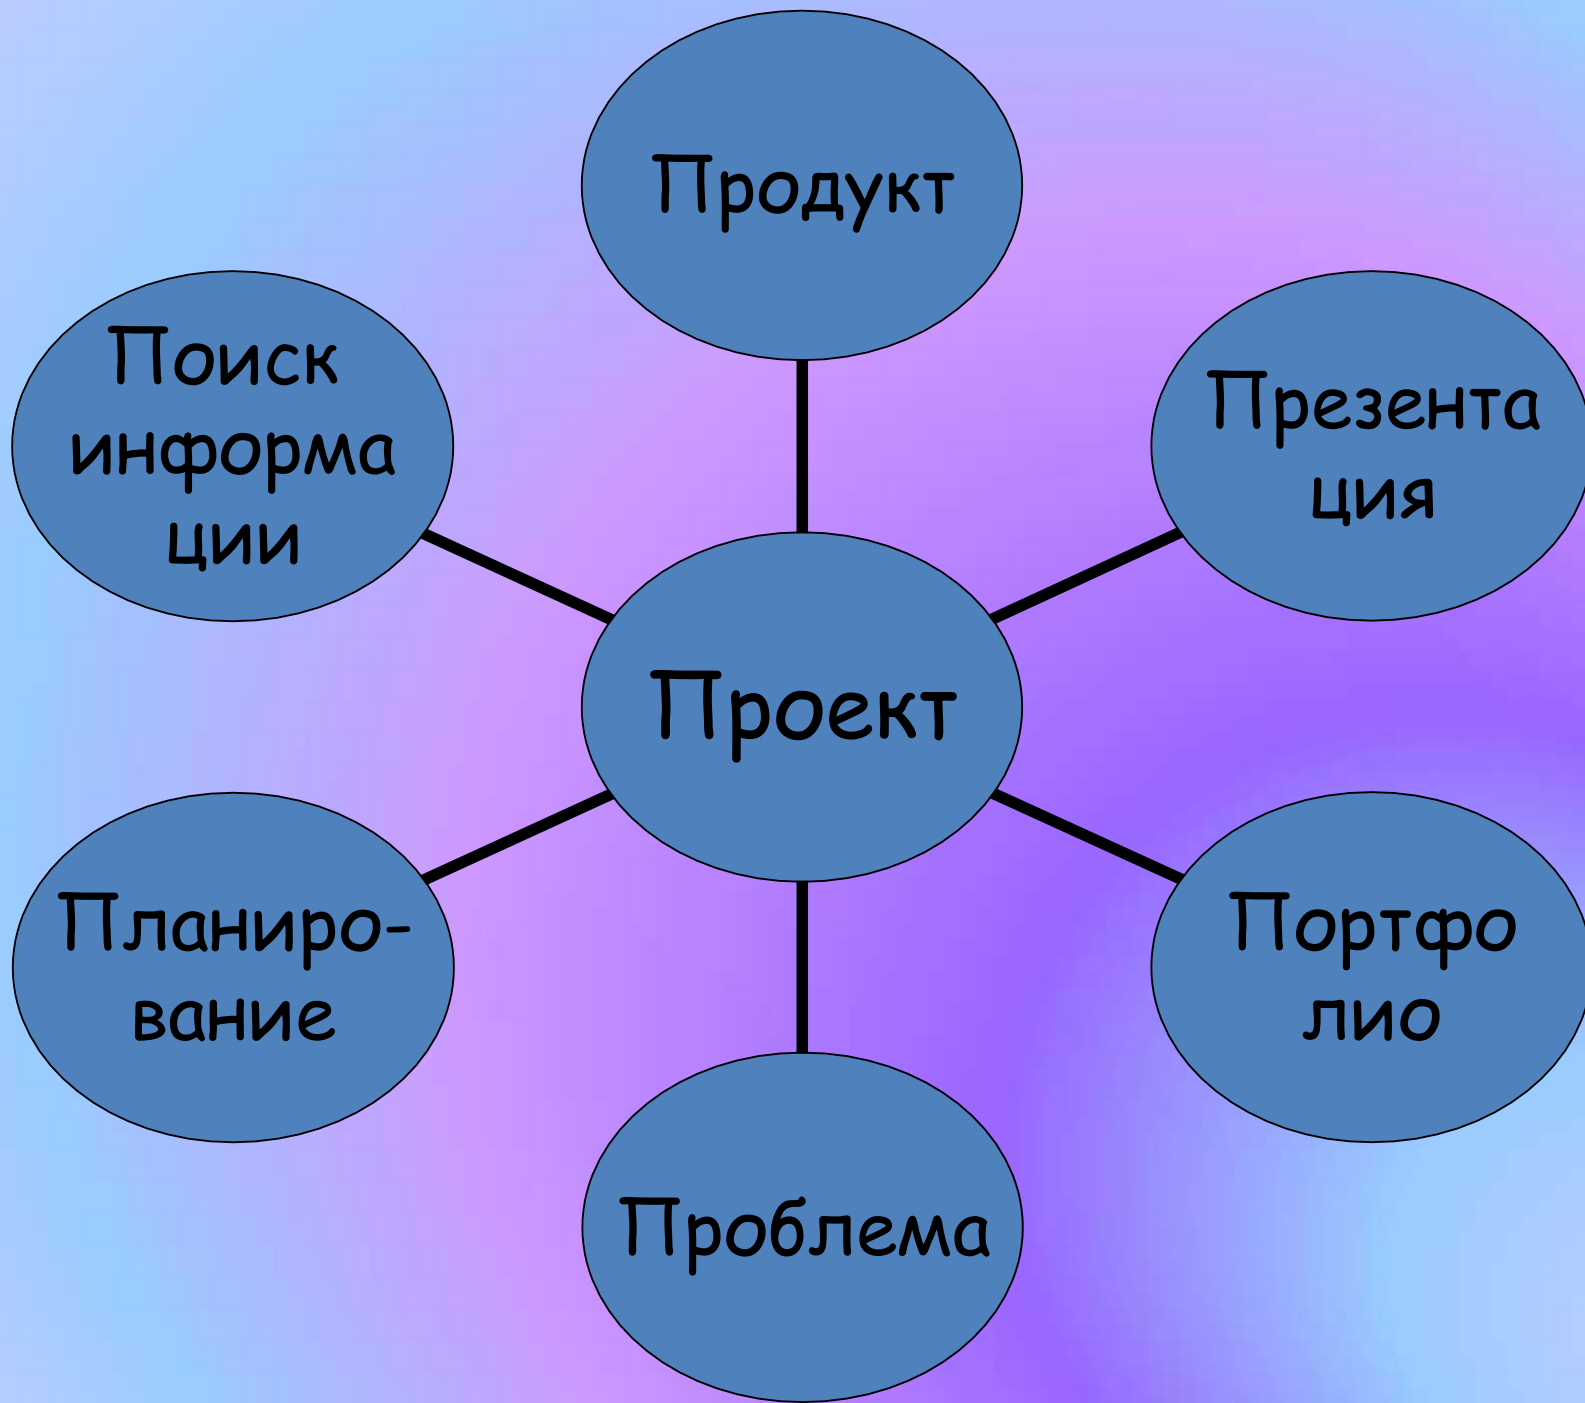 Продукт
Поиск
информа
ции
Презента
ция
Проект
Планиро-
вание
Портфо
лио
Проблема